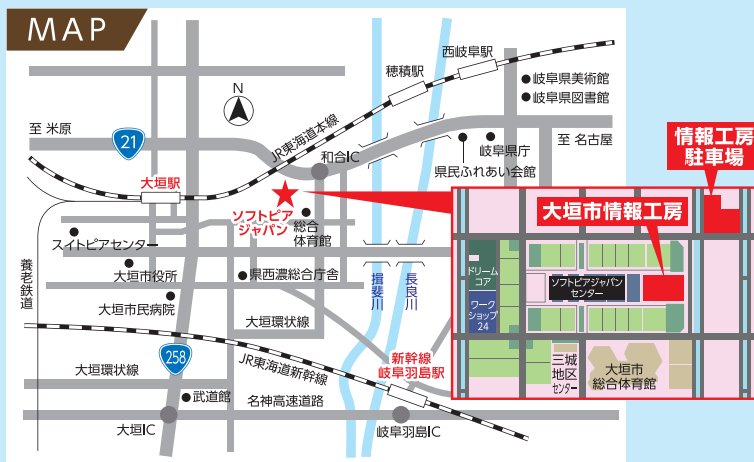 MAP
西岐阜駅
穂積駅
岐阜県美術館
岐阜県図書館
N
至 米原
21
JR東海道本線
和合IC
岐阜県庁
県民ふれあい会館
至 名古屋
情報工房
駐車場
大垣駅
ソフトピア
ジャパン
総合
体育館
大垣市情報工房
スイトピアセンター
大垣市役所
県西濃総合庁舎
揖斐川
長良川
養老鉄道
大垣市民病院
大垣環状線
ドリーム
コア
ソフトピアジャパン
センター
ワーク
ショップ
24
258
JR東海道新幹線
新幹線
岐阜羽島駅
三城
地区
センター
大垣市
総合体育館
大垣環状線
武道館
名神高速道路
大垣IC
岐阜羽島IC